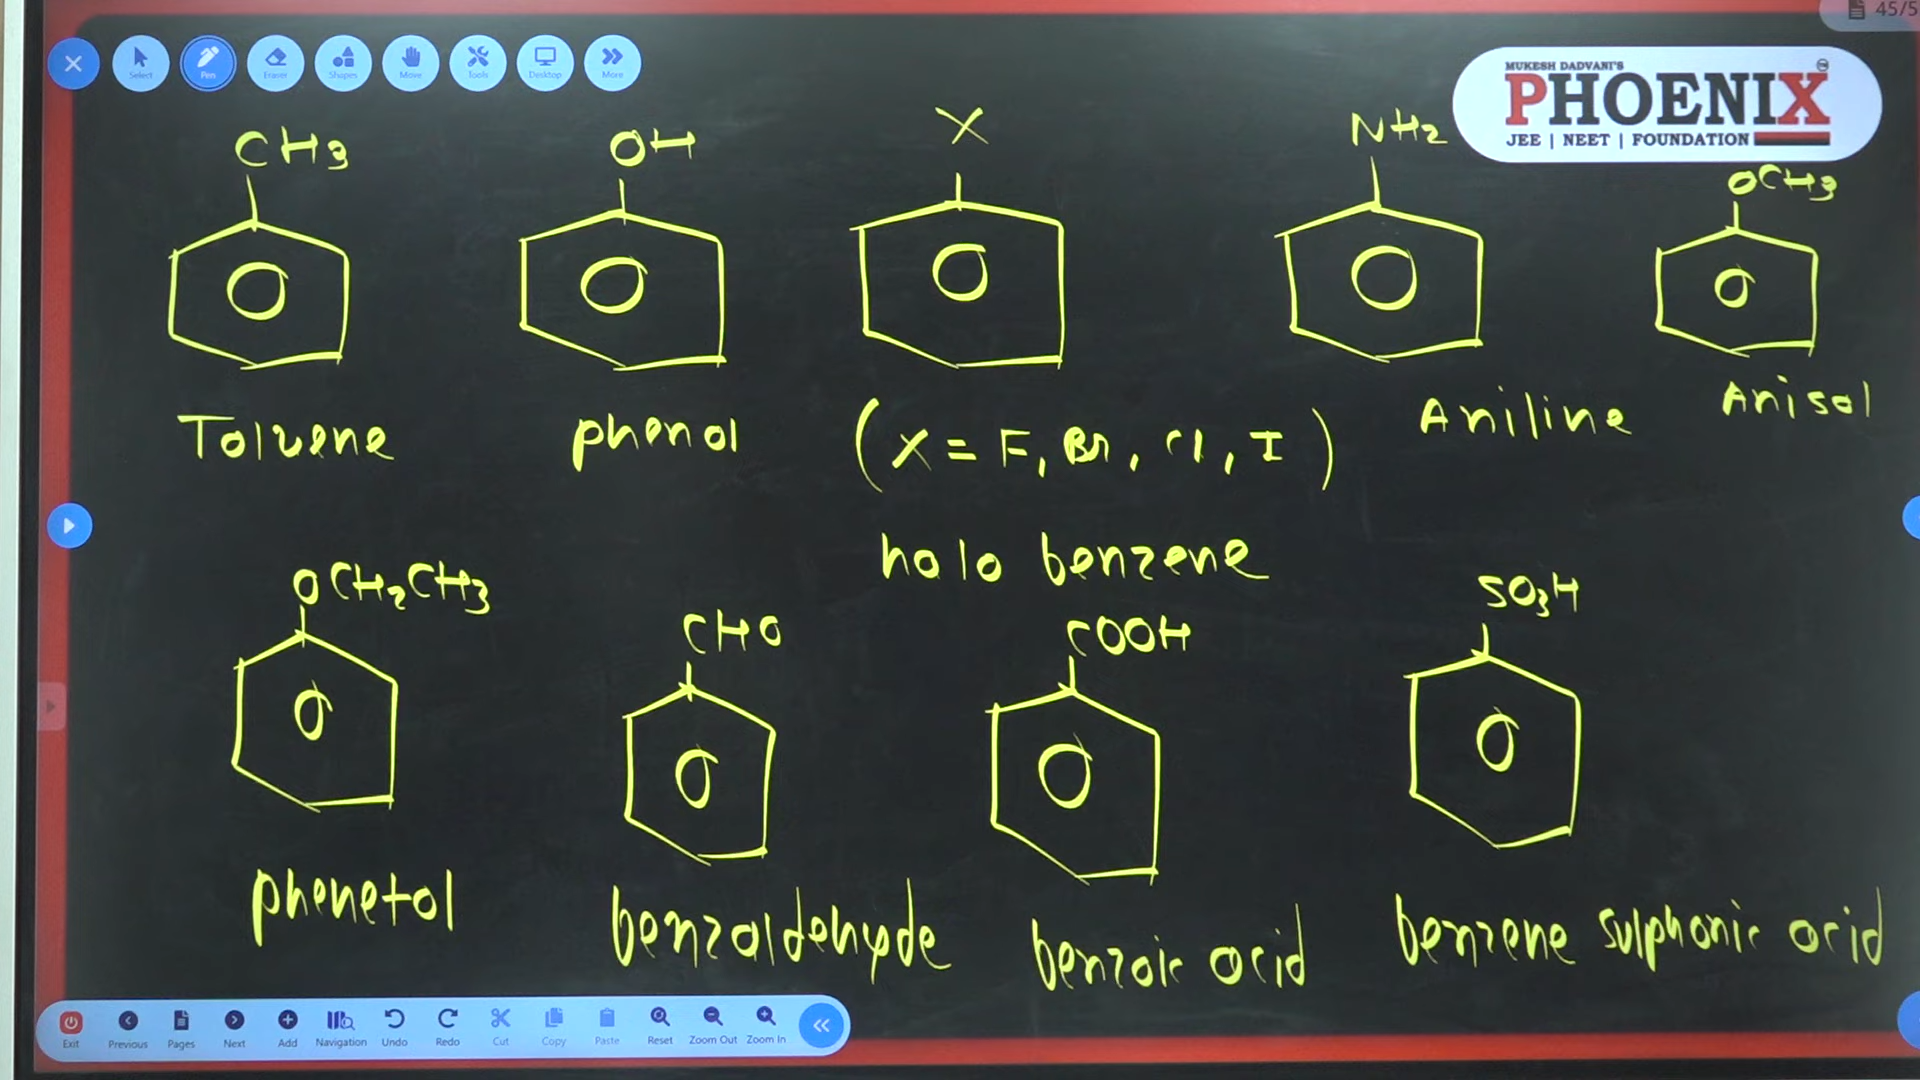 45/5
Select
Pen
Eraser
Shapes
Move
Tools
Desktop
More
MUKESH DADVANI'S
PHOENIX
JEE | NEET | FOUNDATION
CH3
OH
X
NH2
OCH3
Toluene
phenol
(X = F, Br, Cl, I)
halo benzene
Aniline
Anisol
OCH2CH3
CHO
COOH
SO3H
phenetol
benzaldehyde
benzoic acid
benzene sulphonic acid
Exit
Previous
Pages
Next
Add
Navigation
Undo
Redo
Cut
Copy
Paste
Reset
Zoom Out
Zoom In